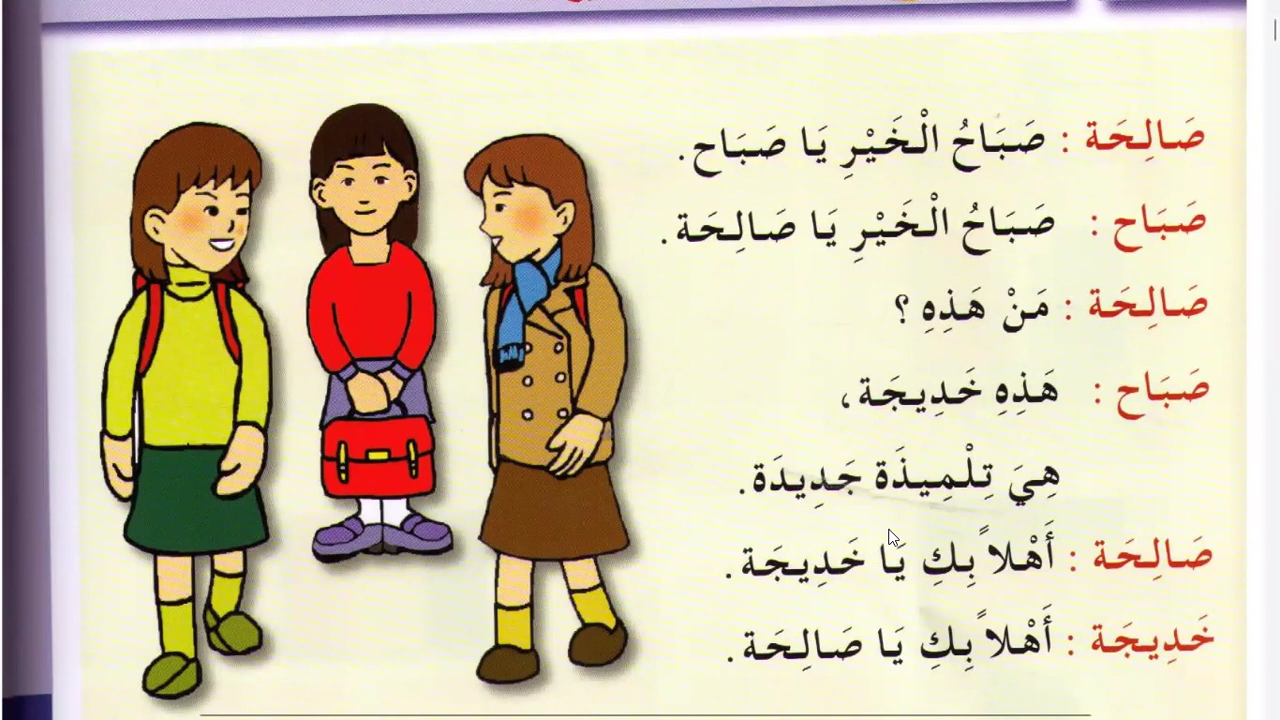 صَالِحَة : صَبَاحُ الْخَيْرِ يَا صَبَاح.
صَبَاح : صَبَاحُ الْخَيْرِ يَا صَالِحَة.
صَالِحَة : مَنْ هَذِهِ ؟
صَبَاح : هَذِهِ خَدِيجَة،
هِيَ تِلْمِيذَة جَدِيدَة.
صَالِحَة : أَهْلاً بِكِ يَا خَدِيجَة.
خَدِيجَة : أَهْلاً بِكِ يَا صَالِحَة.